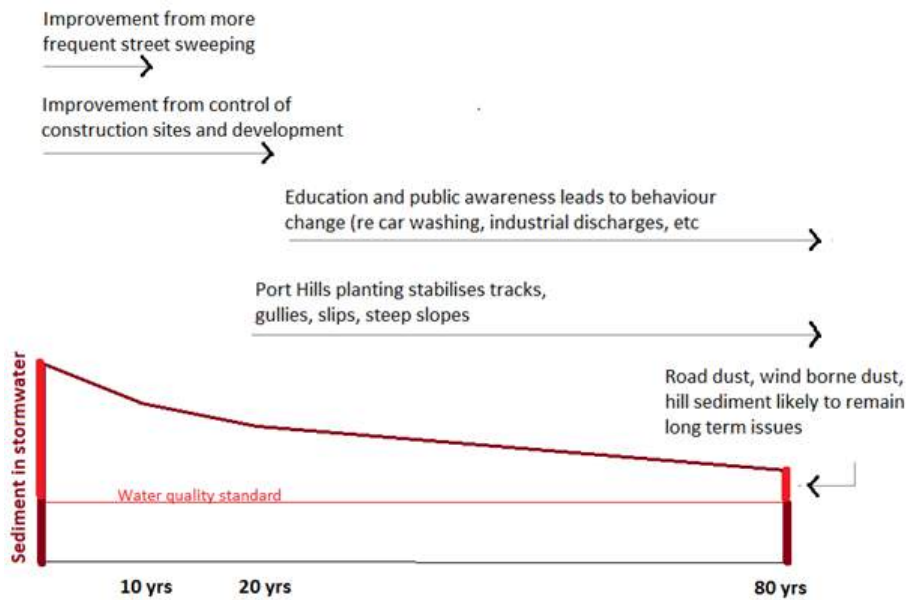 Improvement from more
frequent street sweeping
Improvement from control of
construction sites and development
Education and public awareness leads to behaviour
change (re car washing, industrial discharges, etc
Port Hills planting stabilises tracks,
gullies, slips, steep slopes
Road dust, wind borne dust,
hill sediment likely to remain
long term issues
Sediment in stormwater
Water quality standard
10 yrs
20 yrs
80 yrs